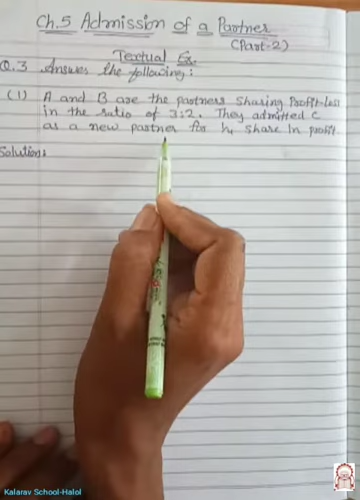 Ch.5 Admission of a Partner
(Part-2)
Textual Ex.
Q.3 Answer the following:
(1) A and B are the partners sharing Profit-Loss
in the ratio of 3:2. They admitted C
as a new partner for 1/4 share in profit.
Solution:
Kalarav School-Halol